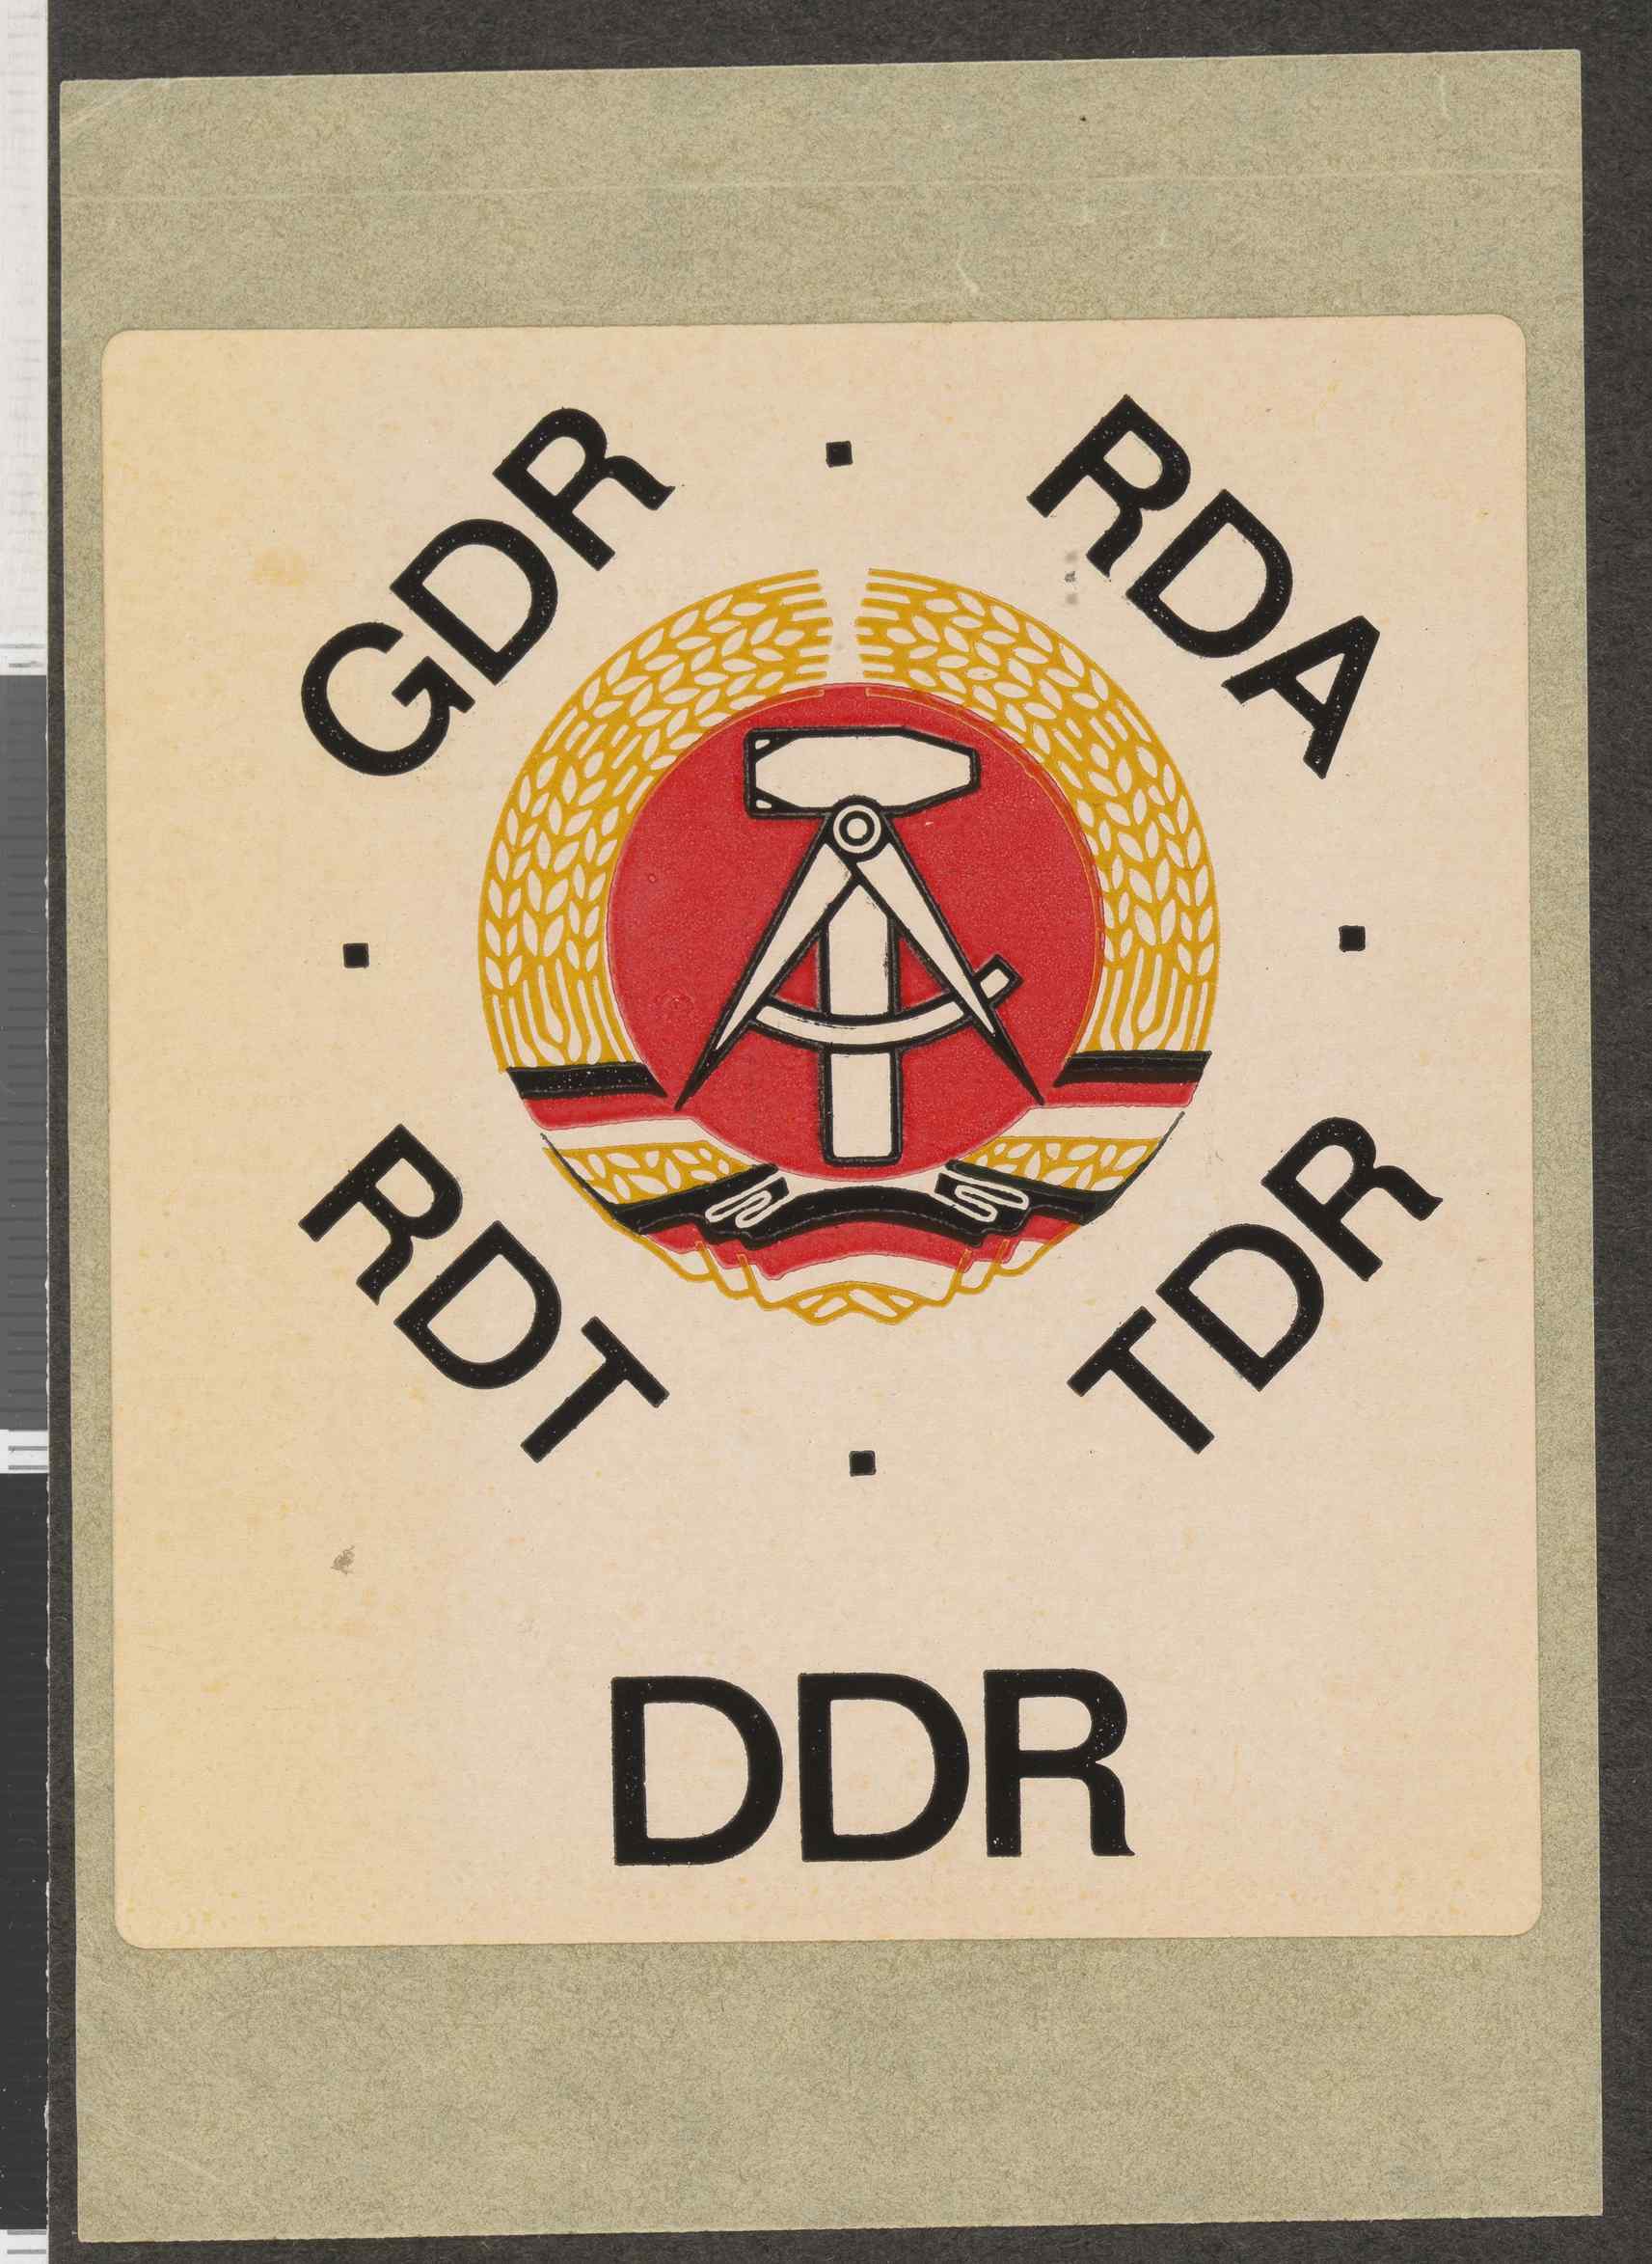 GDR · RDA
RDT · TDR
DDR